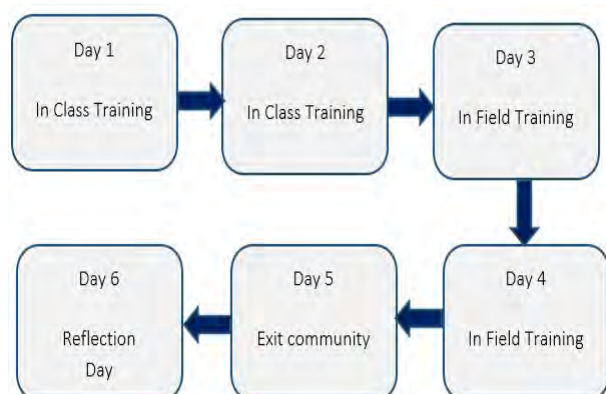 Day 1
In Class Training
Day 2
In Class Training
Day 3
In Field Training
Day 4
In Field Training
Day 5
Exit community
Day 6
Reflection
Day